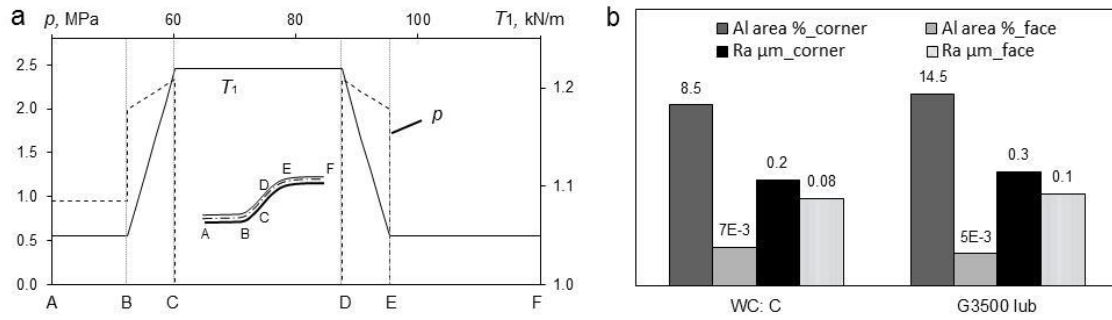 a
p, MPa 60 80 100 T1, kN/m
2.5
2.0
1.5
1.0
0.5
0.0
1.2
1.1
1.0
T1
p
A B C D E F
A B C D E F
b
Al area %_corner Al area %_face
Ra µm_corner Ra µm_face
8.5 7E-3 0.2 0.08
14.5 5E-3 0.3 0.1
WC: C G3500 lub